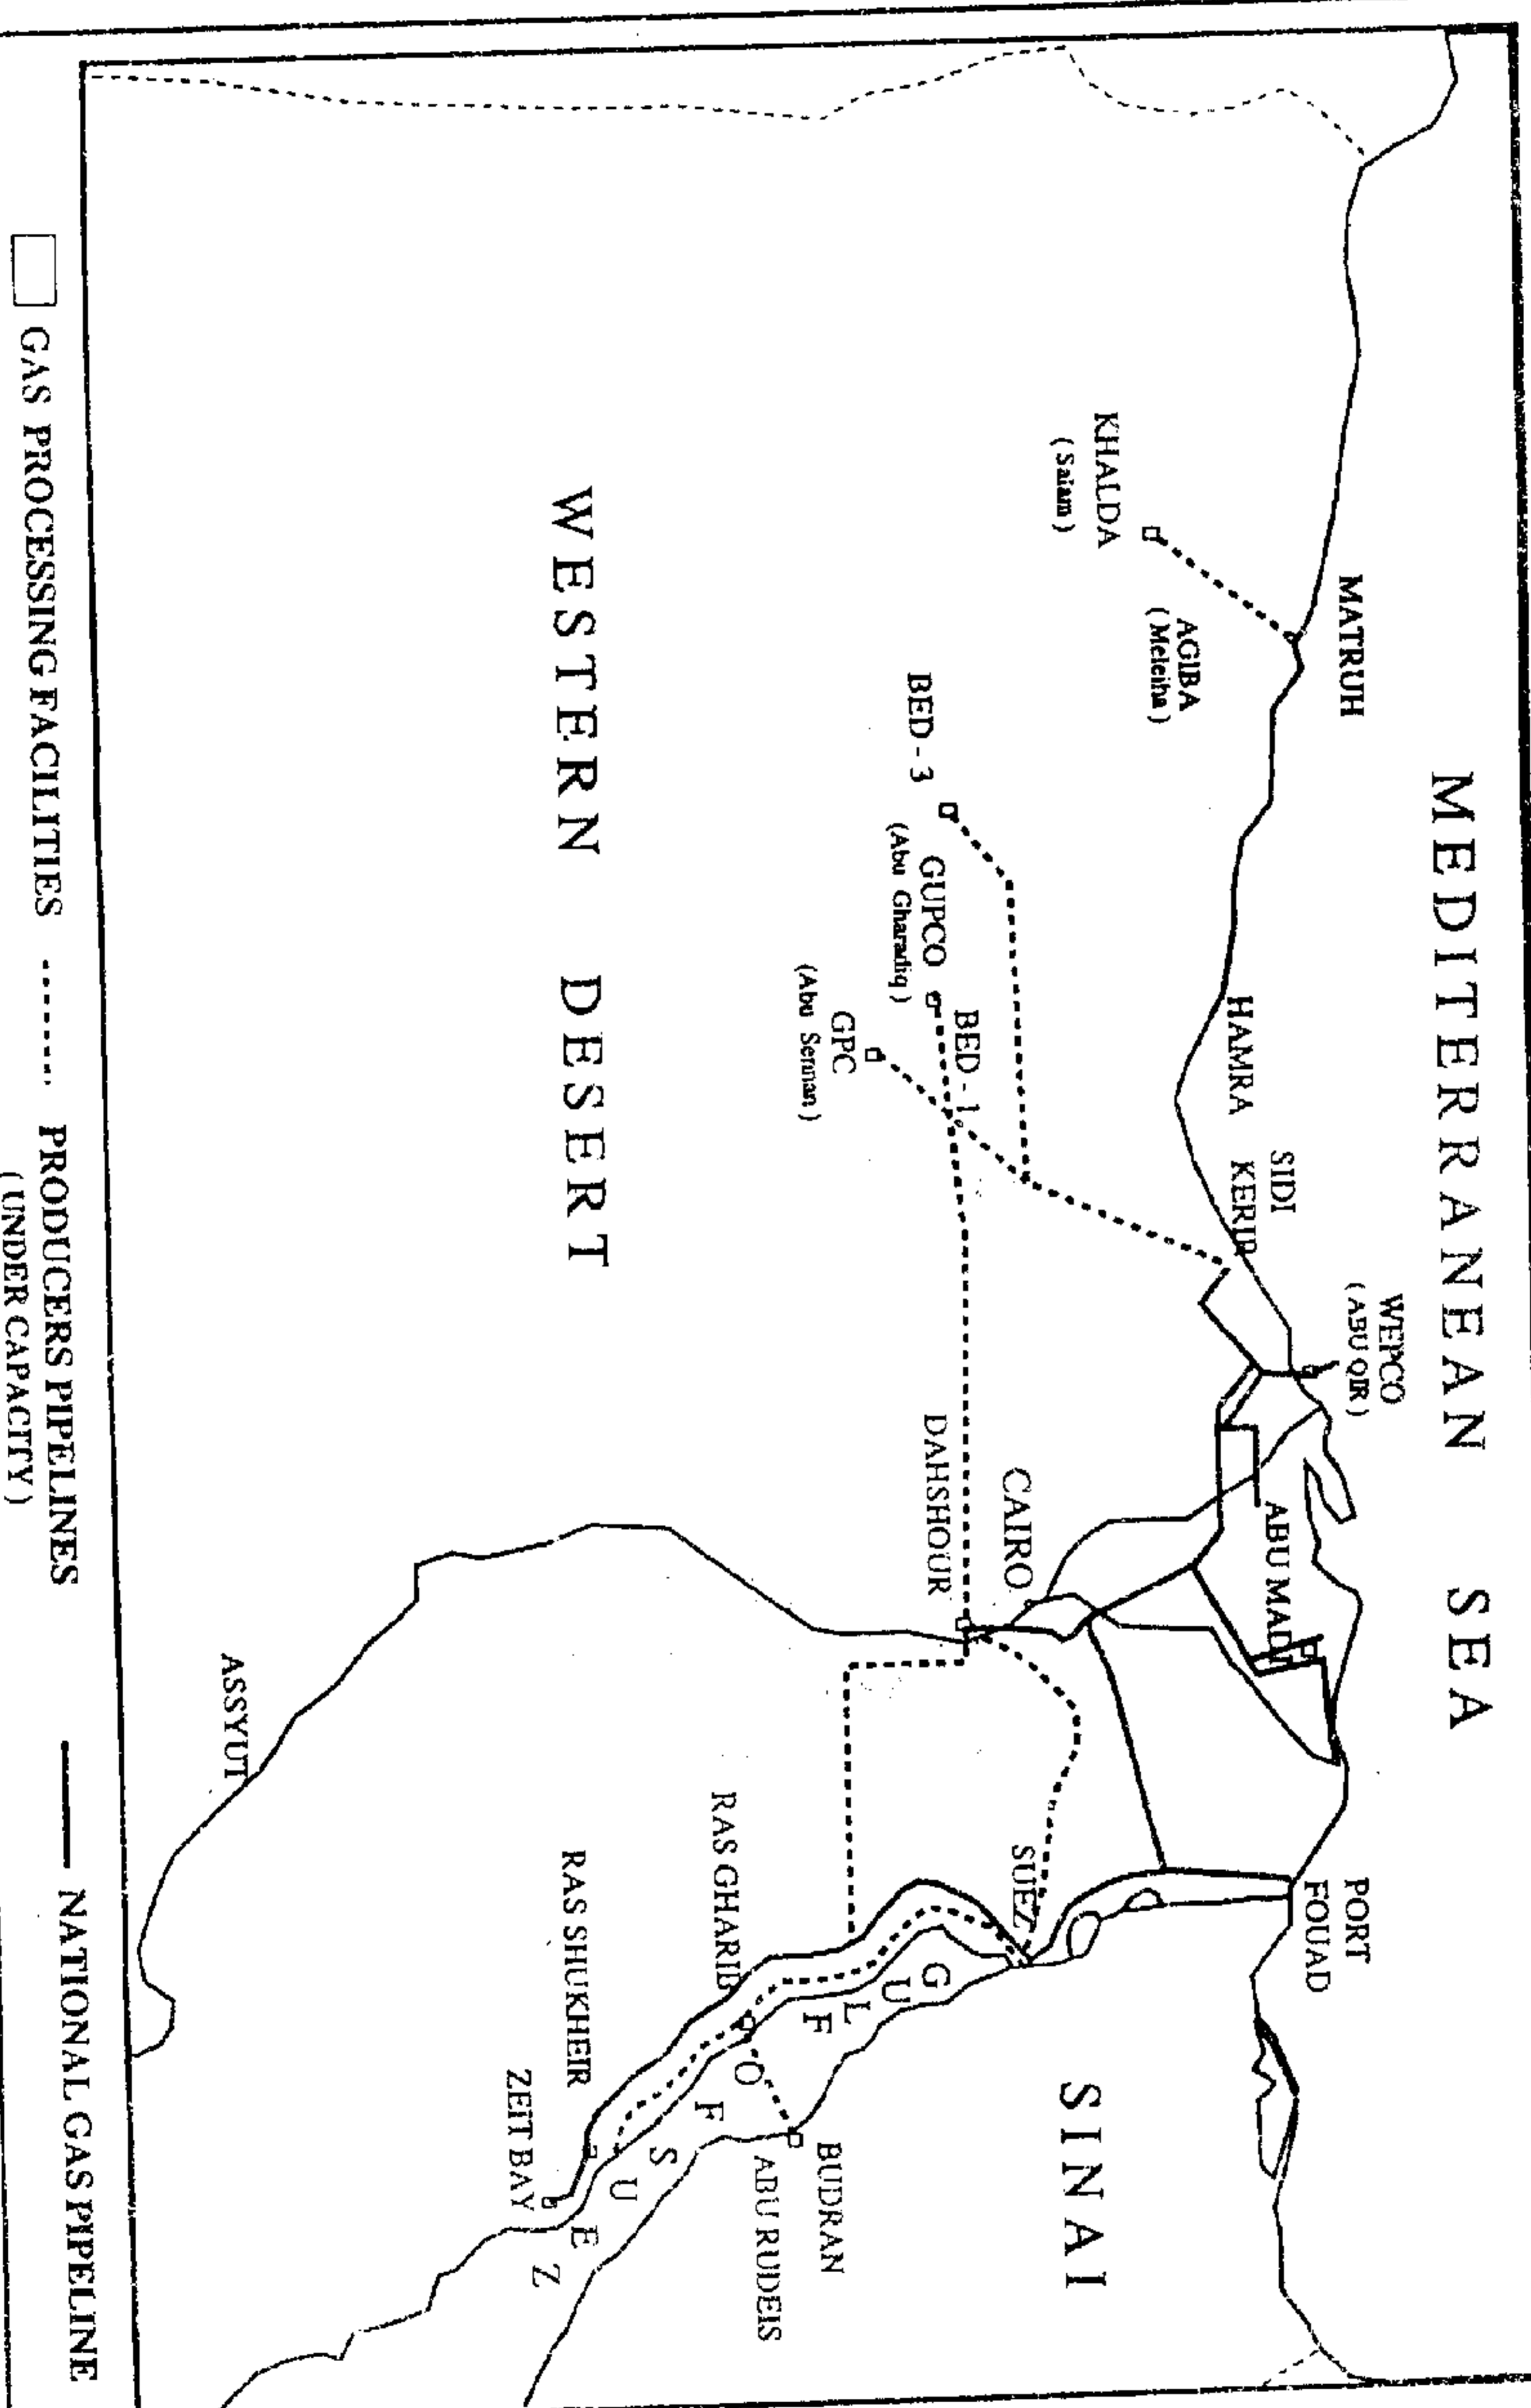 MEDITERRANEAN SEA
MATRUH
KHALDA
( Salam )
AGIBA
( Meleiha )
HAMRA
SIDI
KERIR
WEPCO
( ABU QIR )
ABU MADI
PORT
FOUAD
BED - 3
GUPCO
(Abu Gharadiq )
BED - 1
GPC
(Abu Sennan )
DAHSHOUR
CAIRO
SUEZ
SINAI
WESTERN DESERT
GULF OF SUEZ
RAS GHARIB
RAS SHUKHEIR
ZEIT BAY
BUDRAN
ABU RUDEIS
ASSYUT
GAS PROCESSING FACILITIES
PRODUCERS PIPELINES
( UNDER CAPACITY )
NATIONAL GAS PIPELINE